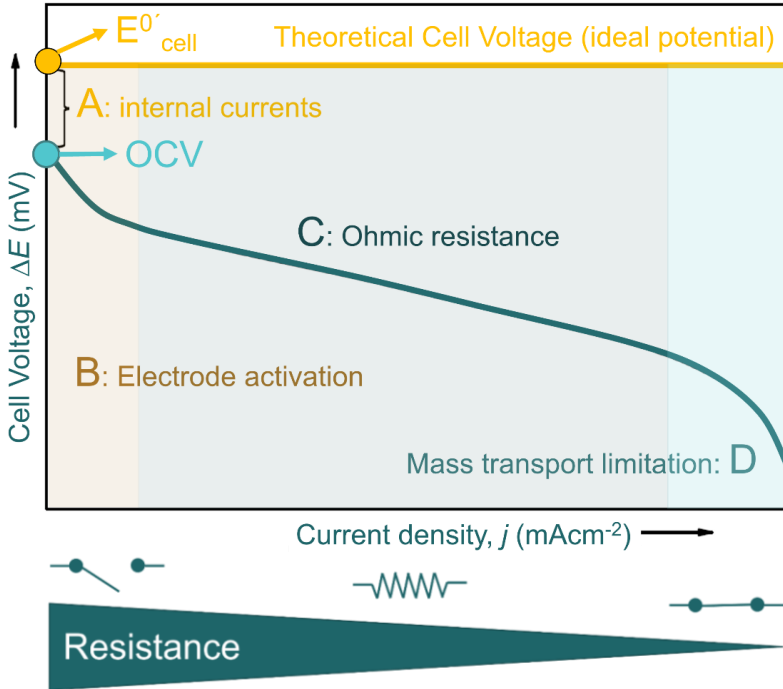 E⁰´cell
Theoretical Cell Voltage (ideal potential)
A: internal currents
OCV
C: Ohmic resistance
B: Electrode activation
Mass transport limitation: D
Cell Voltage, ΔE (mV)
Current density, j (mAcm⁻²)
Resistance